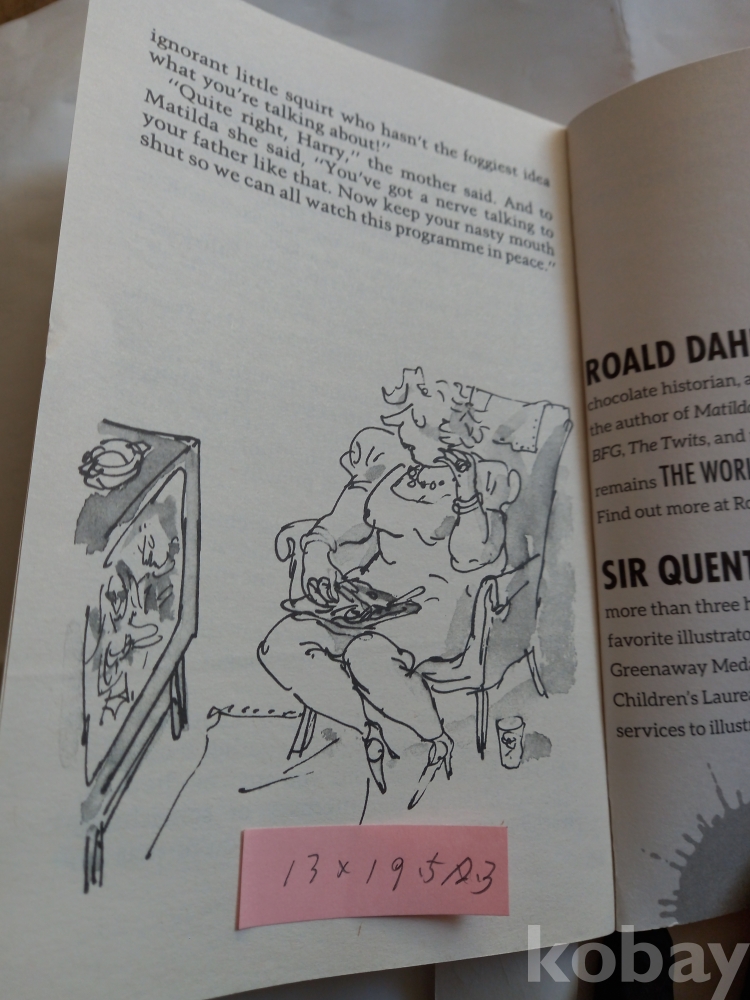 ignorant little squirt who hasn't the foggiest idea
what you're talking about!"
"Quite right, Harry," the mother said. And to
Matilda she said, "You've got a nerve talking to
your father like that. Now keep your nasty mouth
shut so we can all watch this programme in peace."
ROALD DAH
chocolate historian, a
the author of Matilda
BFG, The Twits, and
remains THE WOR
Find out more at Ro
SIR QUENT
more than three h
favorite illustrato
Greenaway Meda
Children's Laurea
services to illust
13 x 19.5
kobay